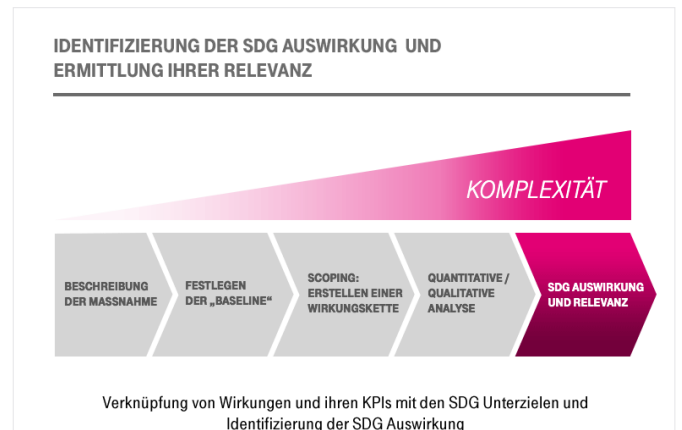 IDENTIFIZIERUNG DER SDG AUSWIRKUNG UND
ERMITTLUNG IHRER RELEVANZ
KOMPLEXITÄT
BESCHREIBUNG
DER MASSNAHME
FESTLEGEN
DER „BASELINE“
SCOPING:
ERSTELLEN EINER
WIRKUNGSKETTE
QUANTITATIVE /
QUALITATIVE
ANALYSE
SDG AUSWIRKUNG
UND RELEVANZ
Verknüpfung von Wirkungen und ihren KPIs mit den SDG Unterzielen und
Identifizierung der SDG Auswirkung